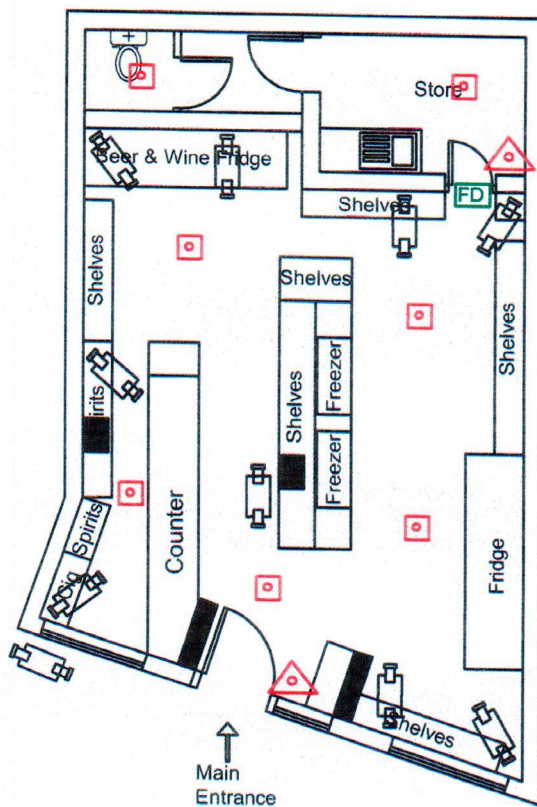 Store
Beer & Wine Fridge
FD
Shelves
Shelves
Shelves
Shelves
Shelves
Freezer
Freezer
Spirits
Spirits
Cig
Counter
Fridge
Shelves
Main
Entrance